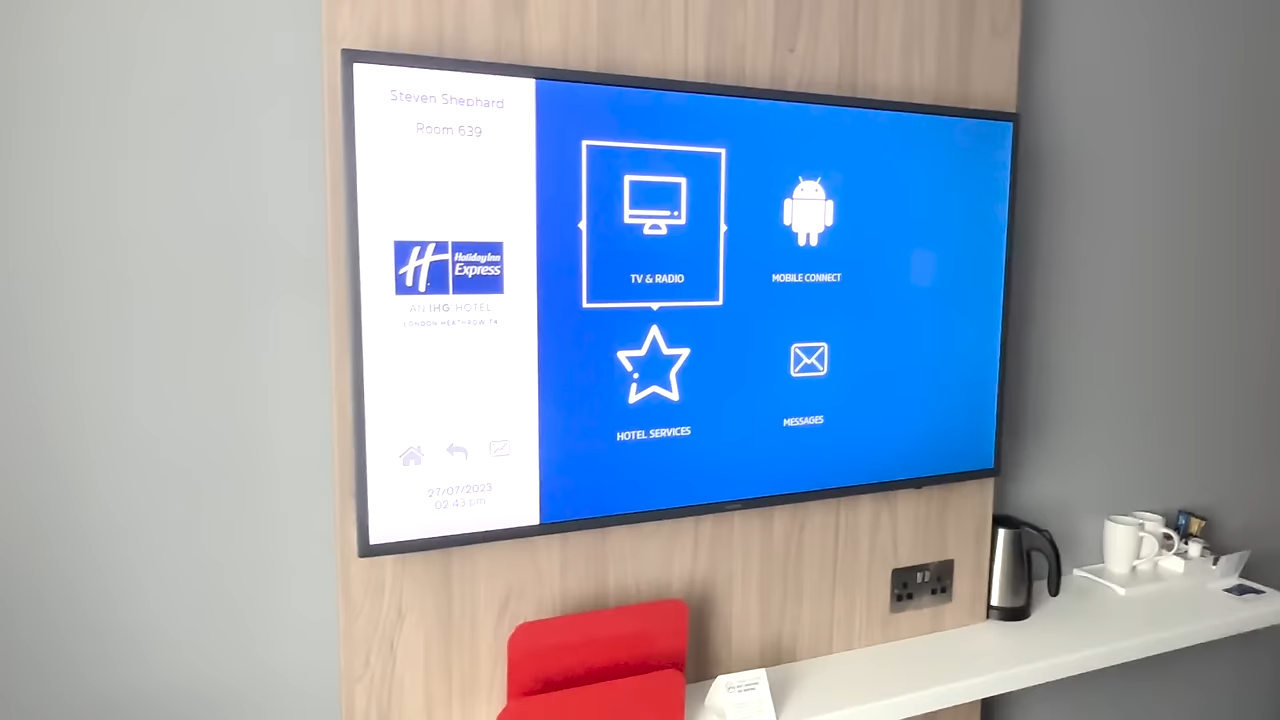 Steven Shephard
Room 639
Holiday Inn
Express
AN IHG HOTEL
LONDON HEATHROW T4
27/07/2023
02:43 pm
TV & RADIO
MOBILE CONNECT
HOTEL SERVICES
MESSAGES